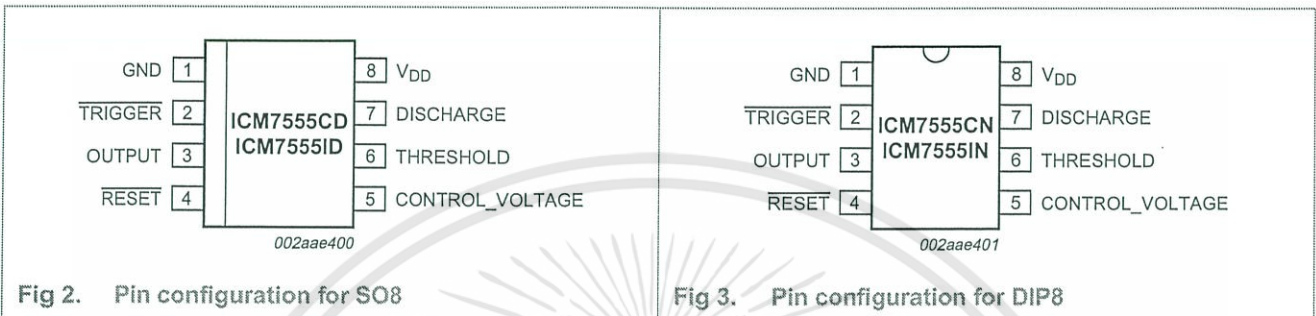 GND 1
TRIGGER 2
OUTPUT 3
RESET 4
ICM7555CD
ICM7555ID
8 VDD
7 DISCHARGE
6 THRESHOLD
5 CONTROL_VOLTAGE
002aae400
Fig 2. Pin configuration for SO8
GND 1
TRIGGER 2
OUTPUT 3
RESET 4
ICM7555CN
ICM7555IN
8 VDD
7 DISCHARGE
6 THRESHOLD
5 CONTROL_VOLTAGE
002aae401
Fig 3. Pin configuration for DIP8